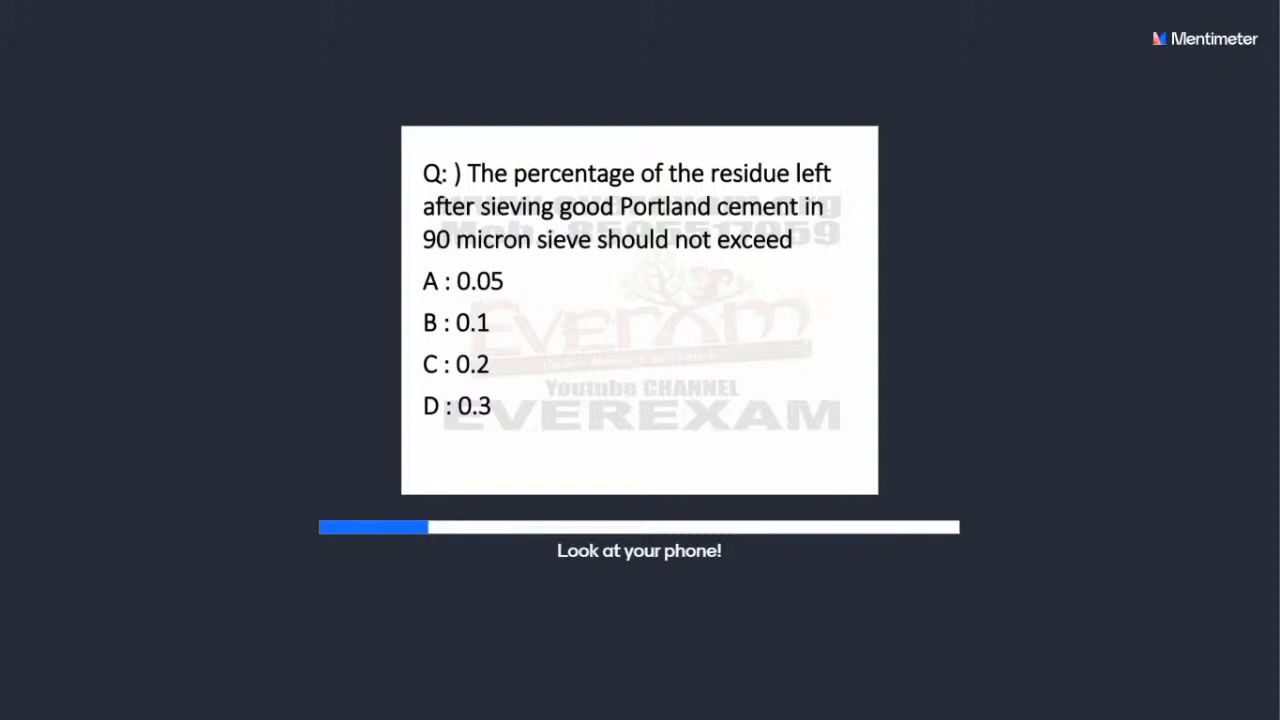 Mentimeter
Q: ) The percentage of the residue left
after sieving good Portland cement in
90 micron sieve should not exceed
A : 0.05
B : 0.1
C : 0.2
D : 0.3
EVEREXAM
Youtube CHANNEL
EVEREXAM
Look at your phone!